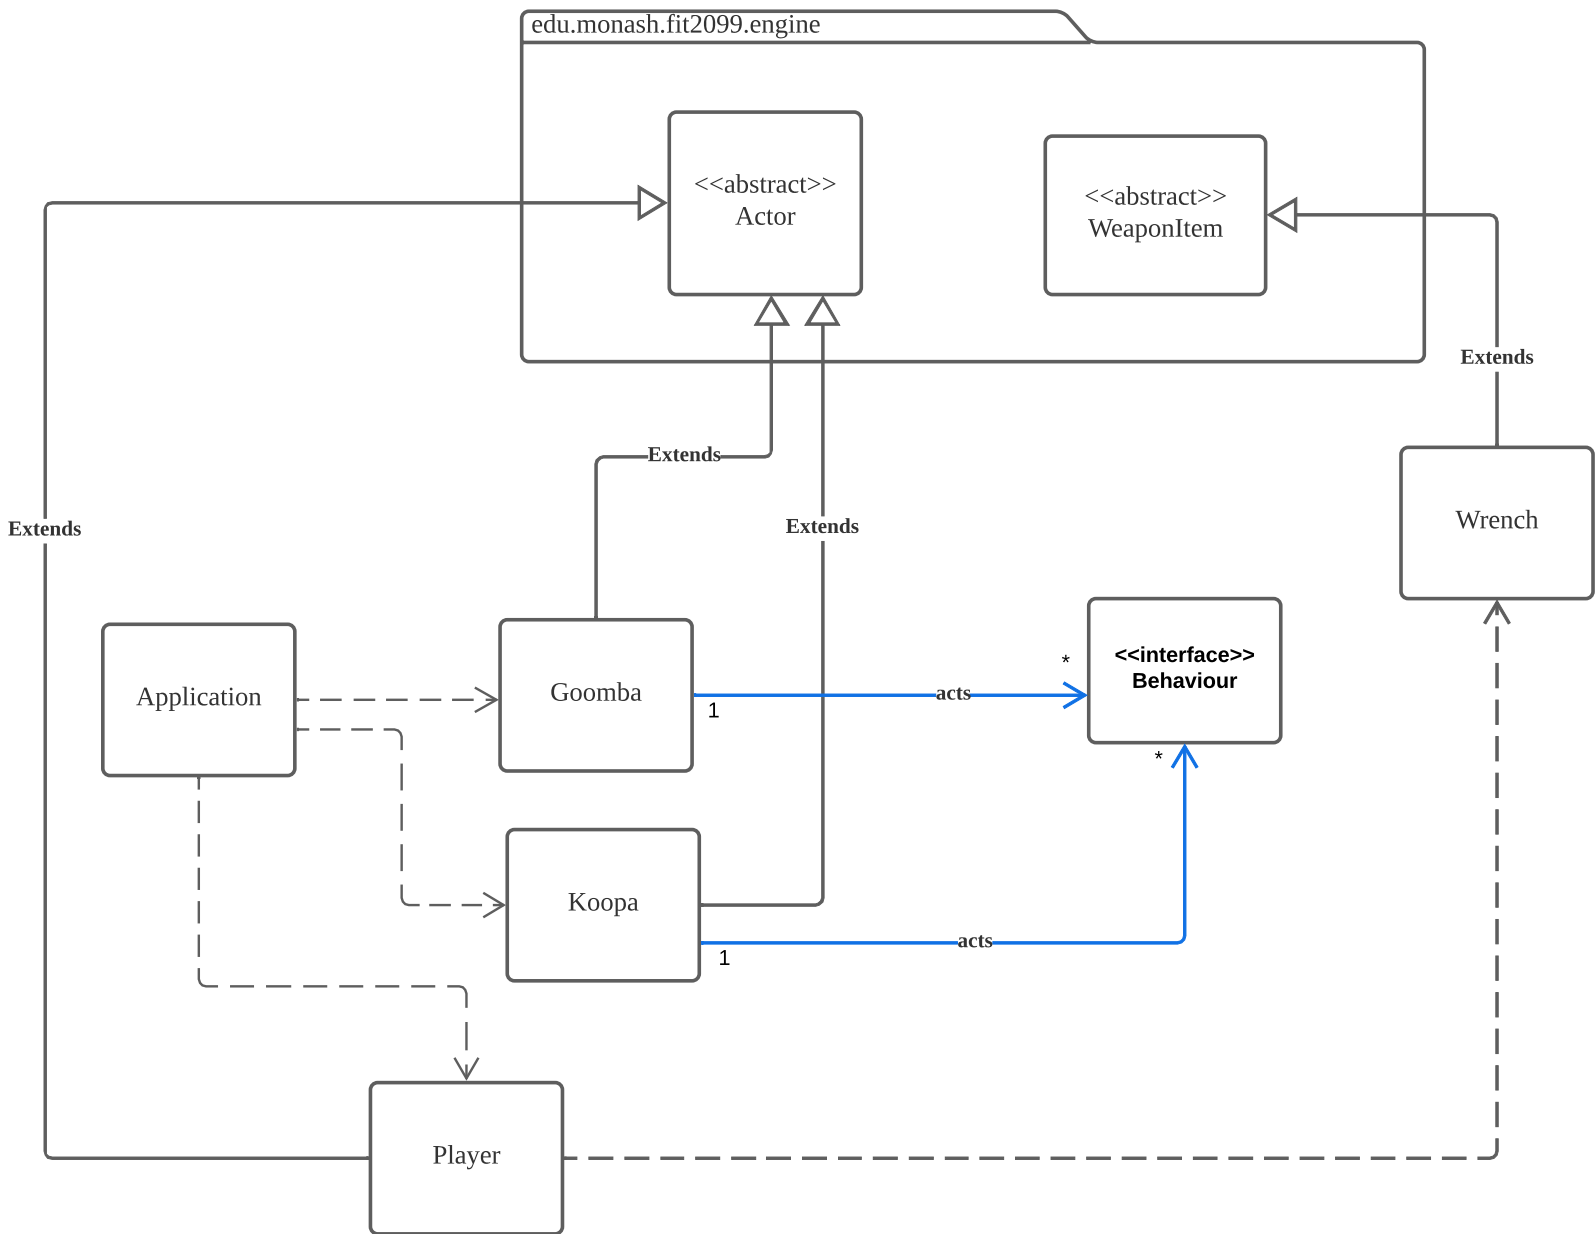 edu.monash.fit2099.engine
<<abstract>>
Actor
<<abstract>>
WeaponItem
Extends
Extends
Extends
Extends
Wrench
Application
Goomba
acts
1
*
<<interface>>
Behaviour
*
Koopa
acts
1
Player